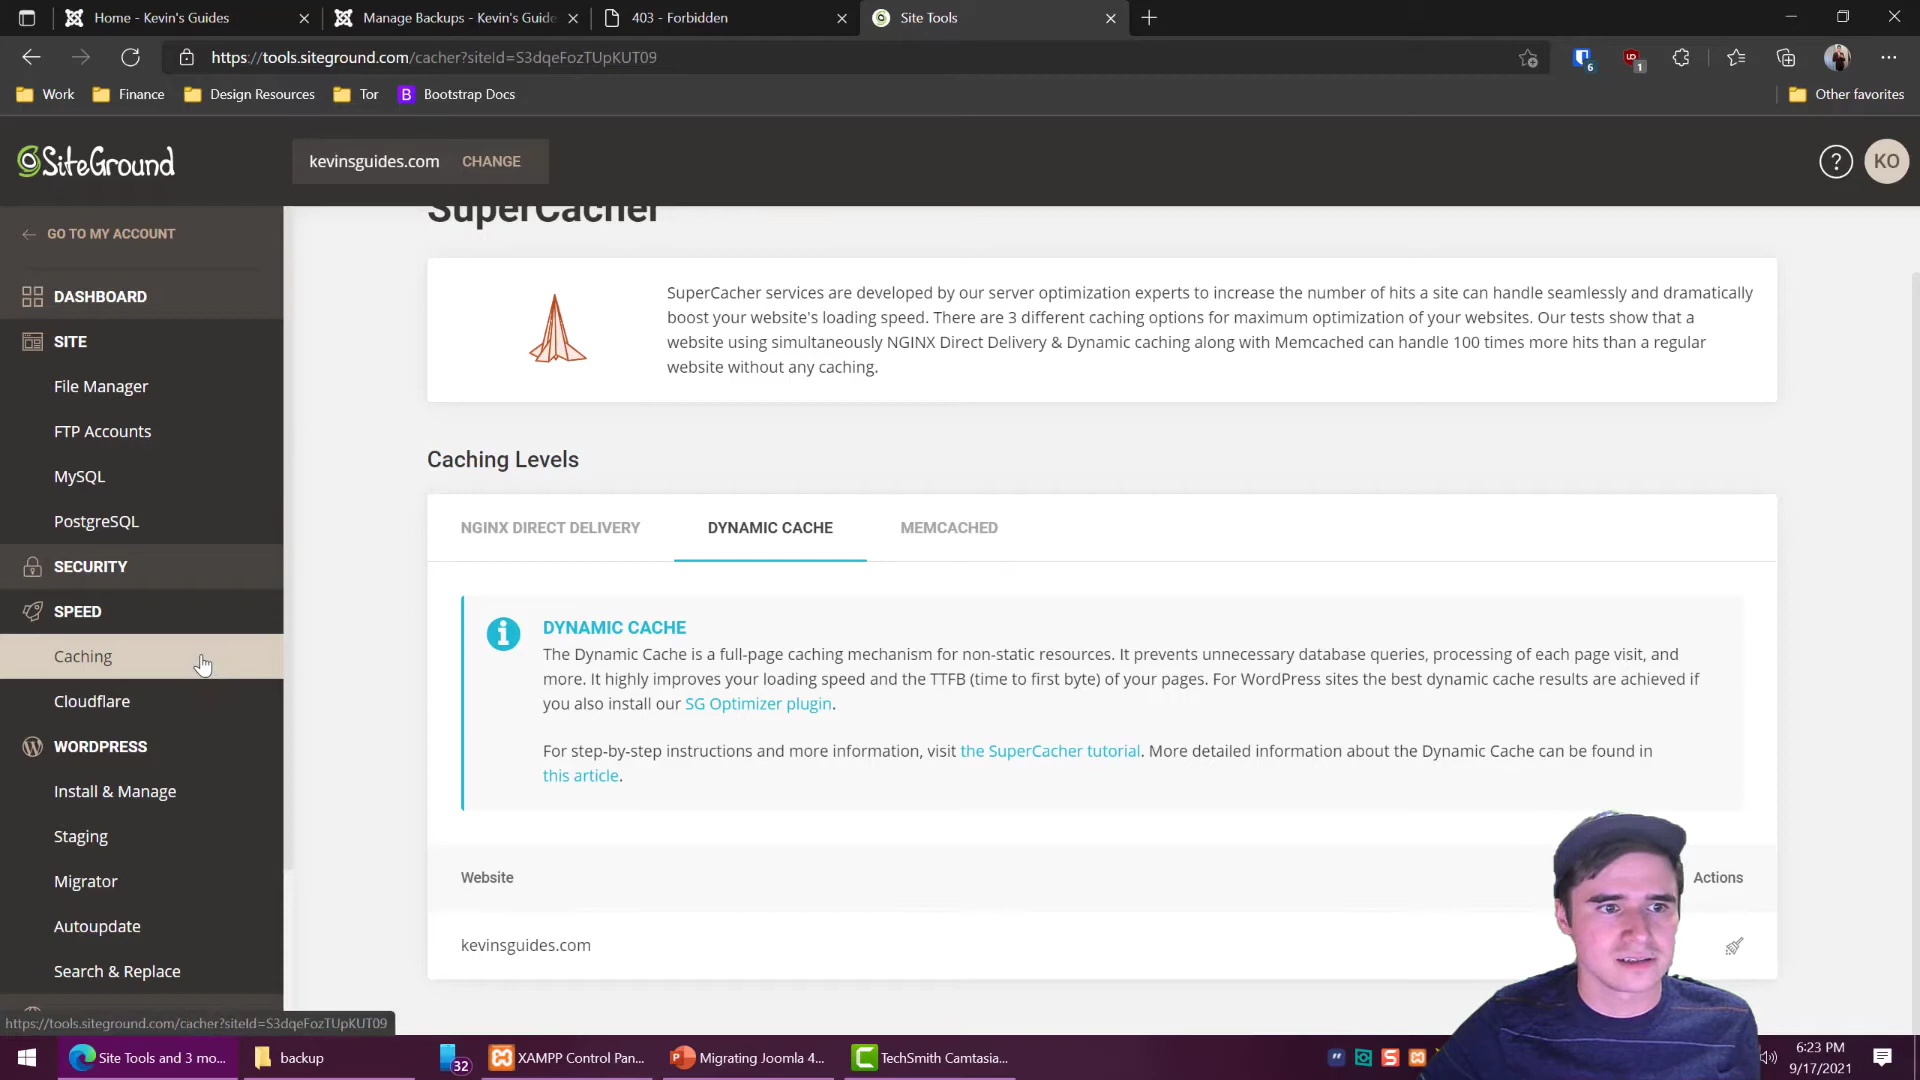 Home - Kevin's Guides
Manage Backups - Kevin's Guide
403 - Forbidden
Site Tools
https://tools.siteground.com/cacher?siteId=S3dqeFozTUpKUT09
6
1
Work
Finance
Design Resources
Tor
B
Bootstrap Docs
Other favorites
SiteGround
kevinsguides.com
CHANGE
?
KO
GO TO MY ACCOUNT
DASHBOARD
SITE
File Manager
FTP Accounts
MySQL
PostgreSQL
SECURITY
SPEED
Caching
Cloudflare
WORDPRESS
Install & Manage
Staging
Migrator
Autoupdate
Search & Replace
https://tools.siteground.com/cacher?siteId=S3dqeFozTUpKUT09
SuperCacher
SuperCacher services are developed by our server optimization experts to increase the number of hits a site can handle seamlessly and dramatically
boost your website's loading speed. There are 3 different caching options for maximum optimization of your websites. Our tests show that a
website using simultaneously NGINX Direct Delivery & Dynamic caching along with Memcached can handle 100 times more hits than a regular
website without any caching.
Caching Levels
NGINX DIRECT DELIVERY
DYNAMIC CACHE
MEMCACHED
DYNAMIC CACHE
The Dynamic Cache is a full-page caching mechanism for non-static resources. It prevents unnecessary database queries, processing of each page visit, and
more. It highly improves your loading speed and the TTFB (time to first byte) of your pages. For WordPress sites the best dynamic cache results are achieved if
you also install our SG Optimizer plugin.
For step-by-step instructions and more information, visit the SuperCacher tutorial. More detailed information about the Dynamic Cache can be found in
this article.
Website
Actions
kevinsguides.com
Site Tools and 3 mo...
backup
32
XAMPP Control Pan...
Migrating Joomla 4...
TechSmith Camtasia...
6:23 PM
9/17/2021